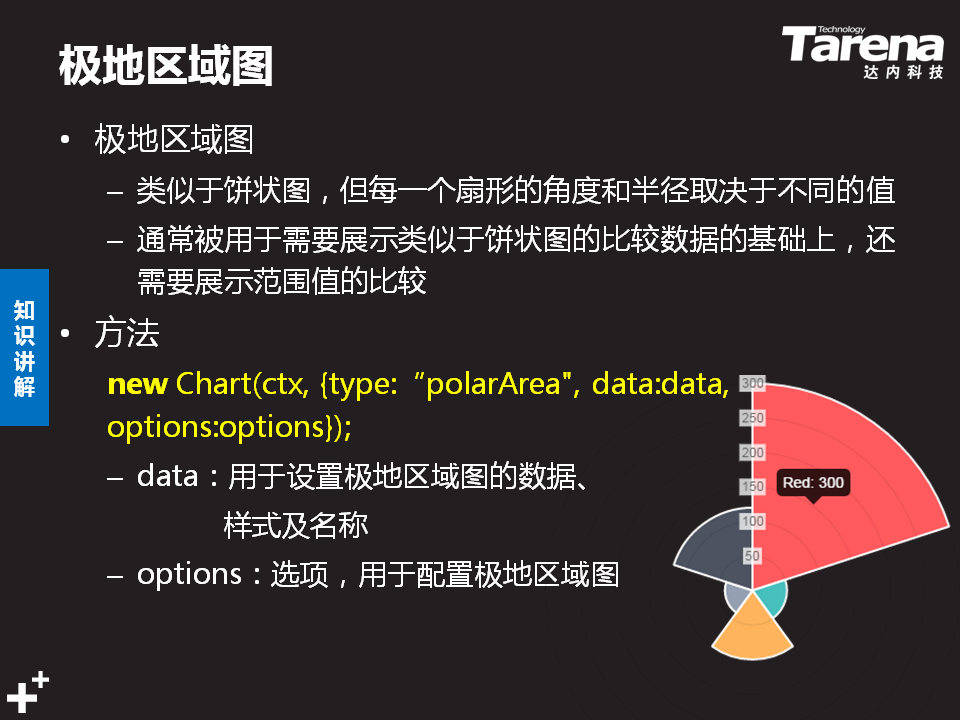 极地区域图
Technology
Tarena
达内科技
• 极地区域图
– 类似于饼状图，但每一个扇形的角度和半径取决于不同的值
– 通常被用于需要展示类似于饼状图的比较数据的基础上，还
需要展示范围值的比较
知识讲解
• 方法
new Chart(ctx, {type: “polarArea", data:data,
options:options});
– data：用于设置极地区域图的数据、
样式及名称
– options：选项，用于配置极地区域图
300
250
200
150
Red: 300
100
50